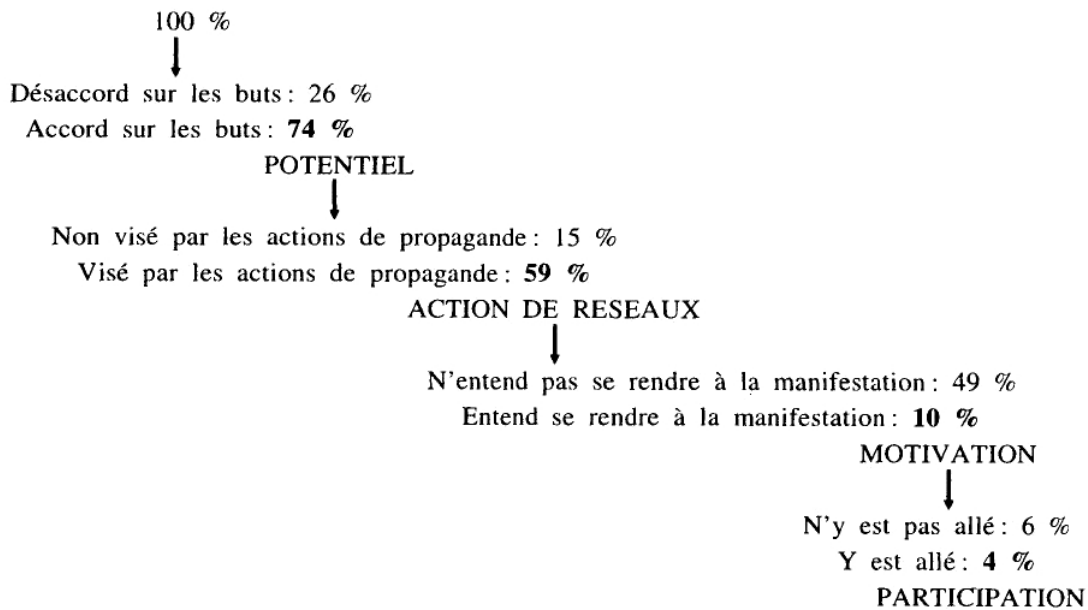 100 %
Désaccord sur les buts : 26 %
Accord sur les buts : 74 %
POTENTIEL
Non visé par les actions de propagande : 15 %
Visé par les actions de propagande : 59 %
ACTION DE RESEAUX
N'entend pas se rendre à la manifestation : 49 %
Entend se rendre à la manifestation : 10 %
MOTIVATION
N'y est pas allé : 6 %
Y est allé : 4 %
PARTICIPATION